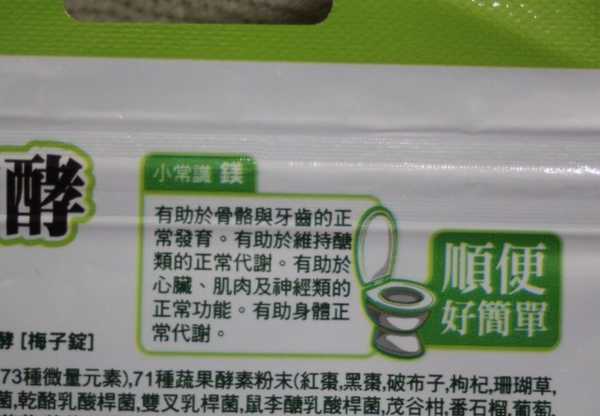 酵
小常識 鎂
有助於骨骼與牙齒的正
常發育。有助於維持醣
類的正常代謝。有助於
心臟、肌肉及神經類的
正常功能。有助身體正
常代謝。
順便
好簡單
酵 [梅子錠]
73種微量元素),71種蔬果酵素粉末(紅棗,黑棗,破布子,枸杞,珊瑚草,
菌,乾酪乳酸桿菌,雙叉乳桿菌,鼠李醣乳酸桿菌,茂谷柑,番石榴,葡萄,